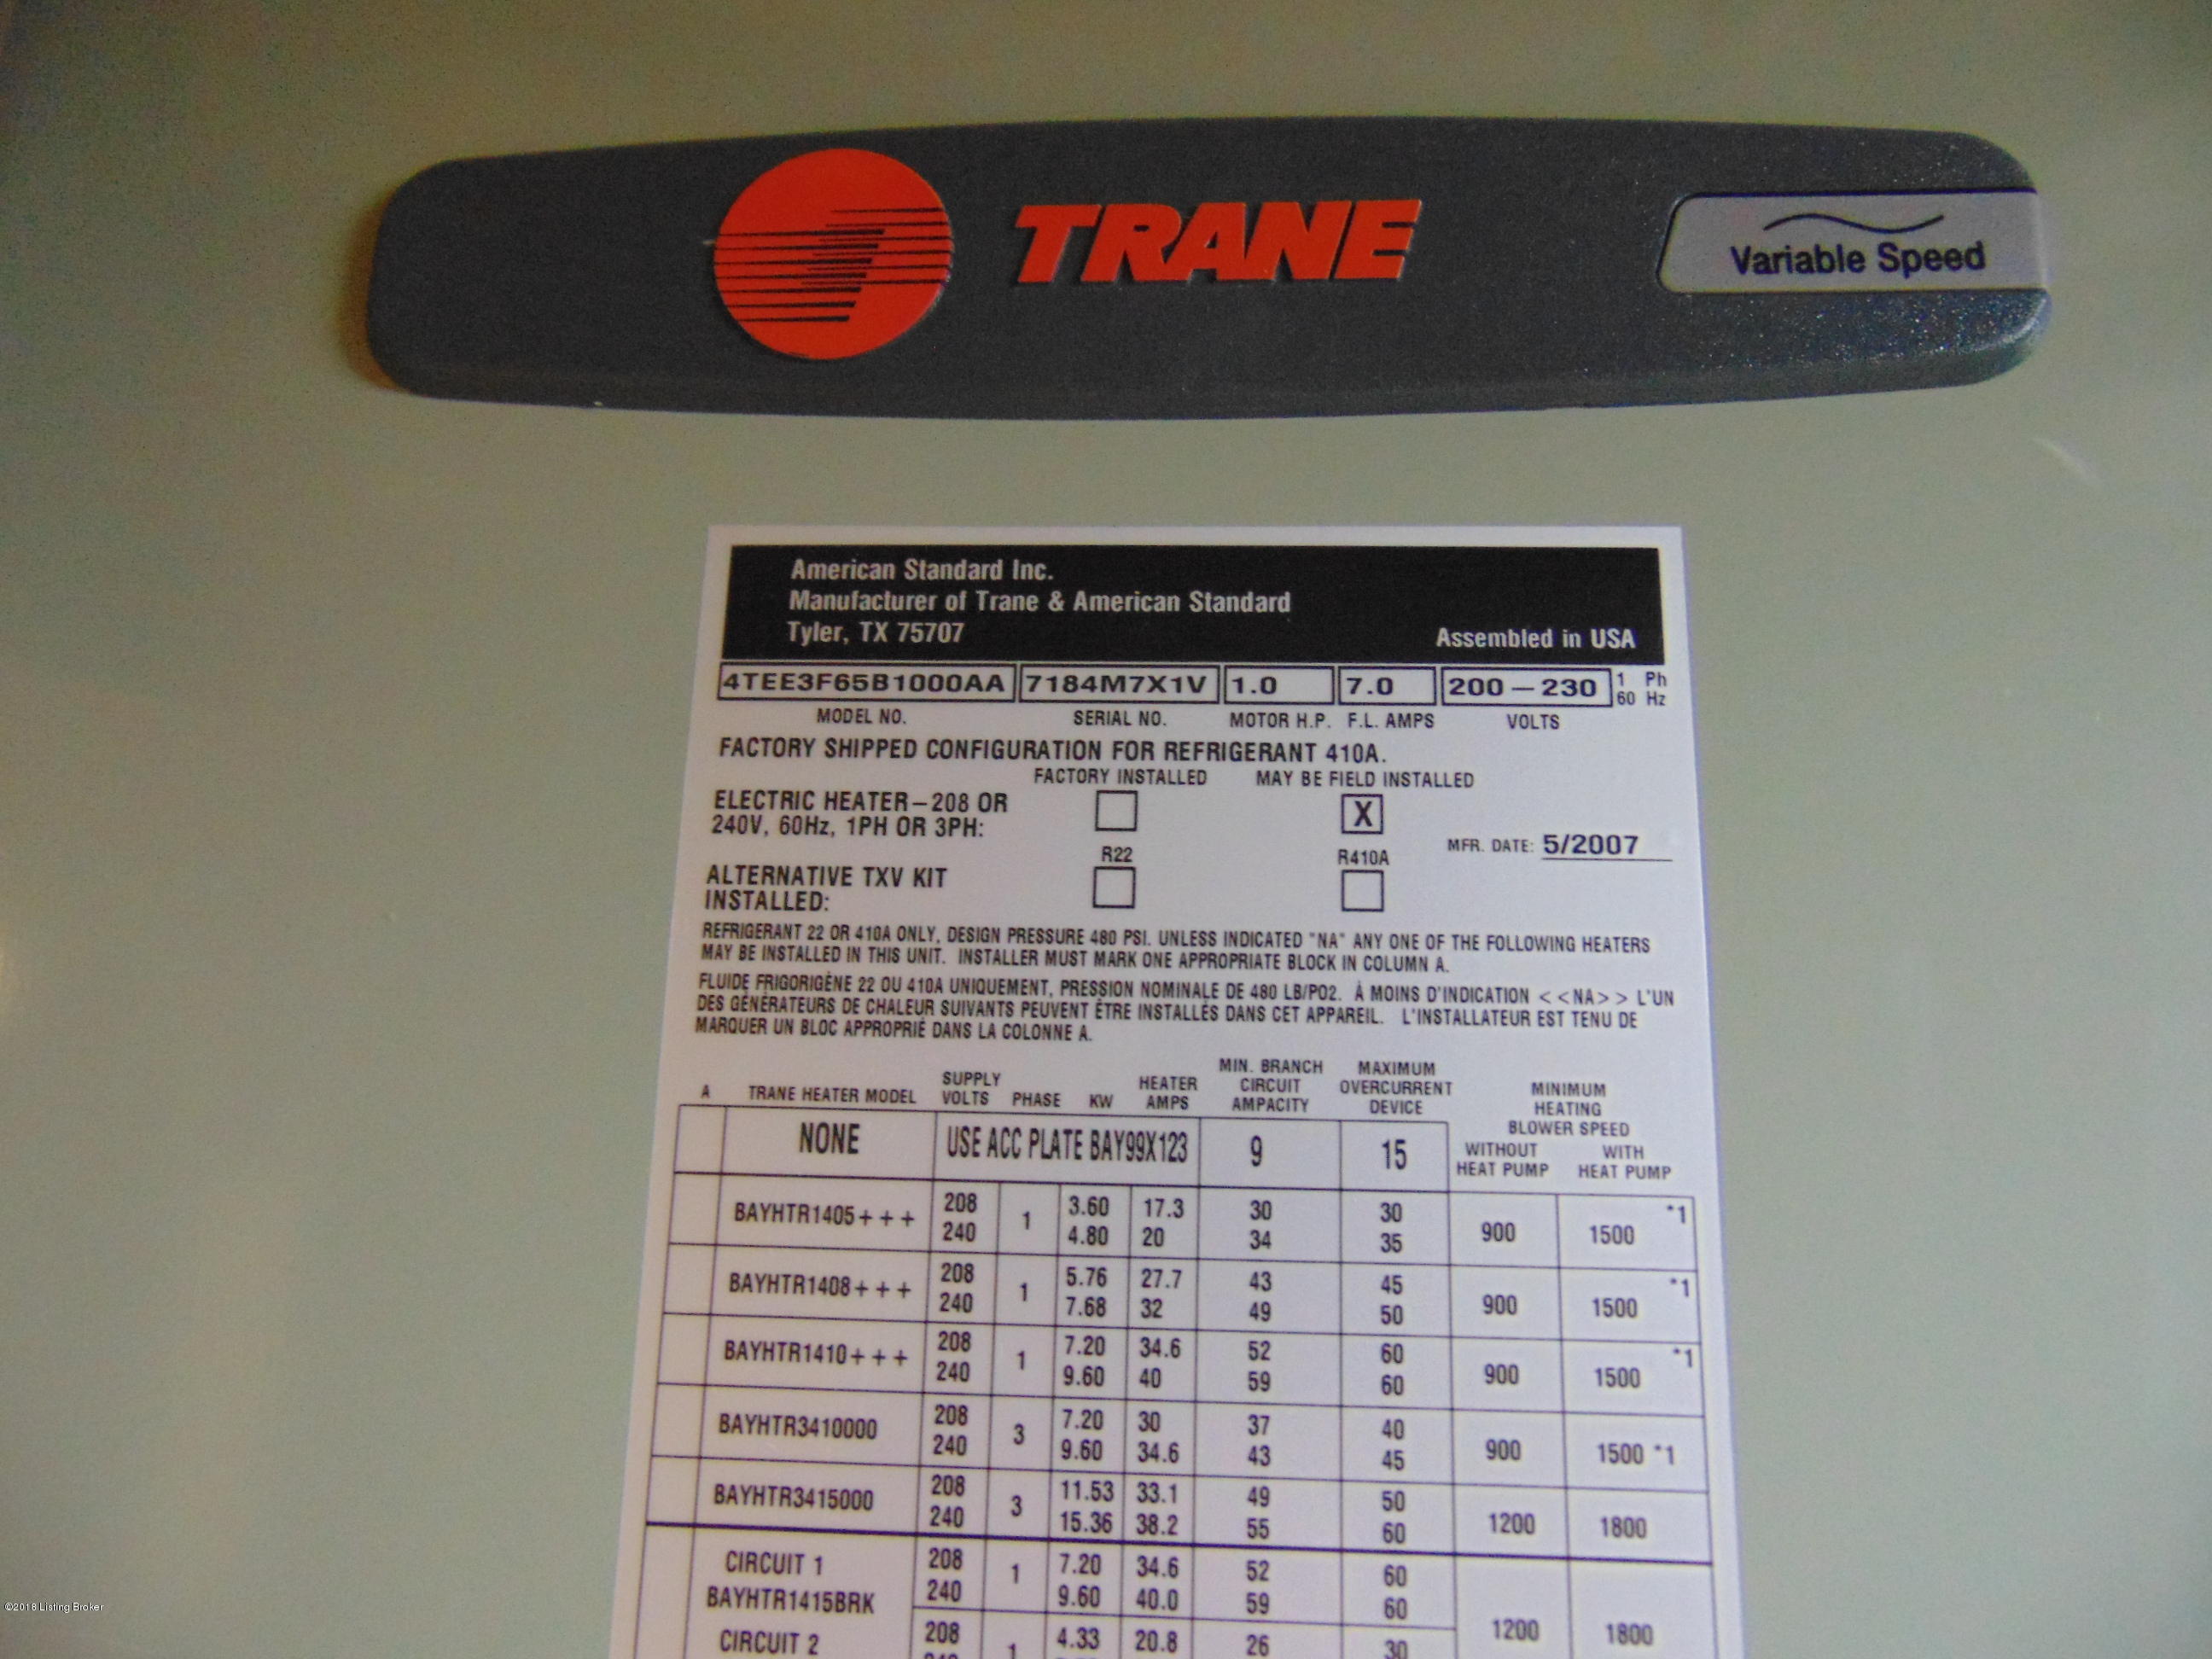 TRANE
Variable Speed
American Standard Inc.
Manufacturer of Trane & American Standard
Tyler, TX 75707
Assembled in USA
4TEE3F65B1000AA 7184M7X1V 1.0 7.0 200 – 230 1 Ph
60 Hz
MODEL NO. SERIAL NO. MOTOR H.P. F.L. AMPS VOLTS
FACTORY SHIPPED CONFIGURATION FOR REFRIGERANT 410A.
FACTORY INSTALLED MAY BE FIELD INSTALLED
ELECTRIC HEATER – 208 OR
240V, 60Hz, 1PH OR 3PH:
X
MFR. DATE: 5/2007
R22 R410A
ALTERNATIVE TXV KIT
INSTALLED:
REFRIGERANT 22 OR 410A ONLY, DESIGN PRESSURE 480 PSI. UNLESS INDICATED "NA" ANY ONE OF THE FOLLOWING HEATERS
MAY BE INSTALLED IN THIS UNIT. INSTALLER MUST MARK ONE APPROPRIATE BLOCK IN COLUMN A.
FLUIDE FRIGORIGÈNE 22 OU 410A UNIQUEMENT, PRESSION NOMINALE DE 480 LB/PO2. À MOINS D'INDICATION < <NA> > L'UN
DES GÉNÉRATEURS DE CHALEUR SUIVANTS PEUVENT ÊTRE INSTALLÉS DANS CET APPAREIL. L'INSTALLATEUR EST TENU DE
MARQUER UN BLOC APPROPRIÉ DANS LA COLONNE A.
A TRANE HEATER MODEL SUPPLY VOLTS PHASE KW HEATER AMPS MIN. BRANCH CIRCUIT AMPACITY MAXIMUM OVERCURRENT DEVICE MINIMUM HEATING BLOWER SPEED
WITHOUT HEAT PUMP WITH HEAT PUMP
NONE USE ACC PLATE BAY99X123 9 15
BAYHTR1405+++ 208 1 3.60 17.3 30 30 900 1500 *1
240 4.80 20 34 35
BAYHTR1408+++ 208 1 5.76 27.7 43 45 900 1500 *1
240 7.68 32 49 50
BAYHTR1410+++ 208 1 7.20 34.6 52 60 900 1500 *1
240 9.60 40 59 60
BAYHTR3410000 208 3 7.20 30 37 40 900 1500 *1
240 9.60 34.6 43 45
BAYHTR3415000 208 3 11.53 33.1 49 50 1200 1800
240 15.36 38.2 55 60
CIRCUIT 1 208 1 7.20 34.6 52 60
BAYHTR1415BRK 240 9.60 40.0 59 60 1200 1800
CIRCUIT 2 208 1 4.33 20.8 26 30
©2018 Listing Broker